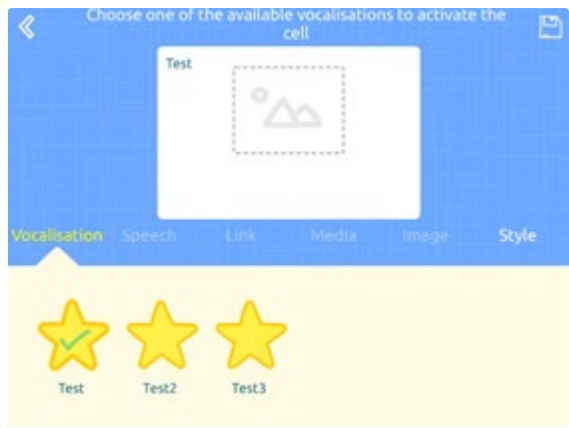 Choose one of the available vocalisations to activate the
cell
Test
Vocalisation Speech Link Media Image Style
Test Test2 Test3